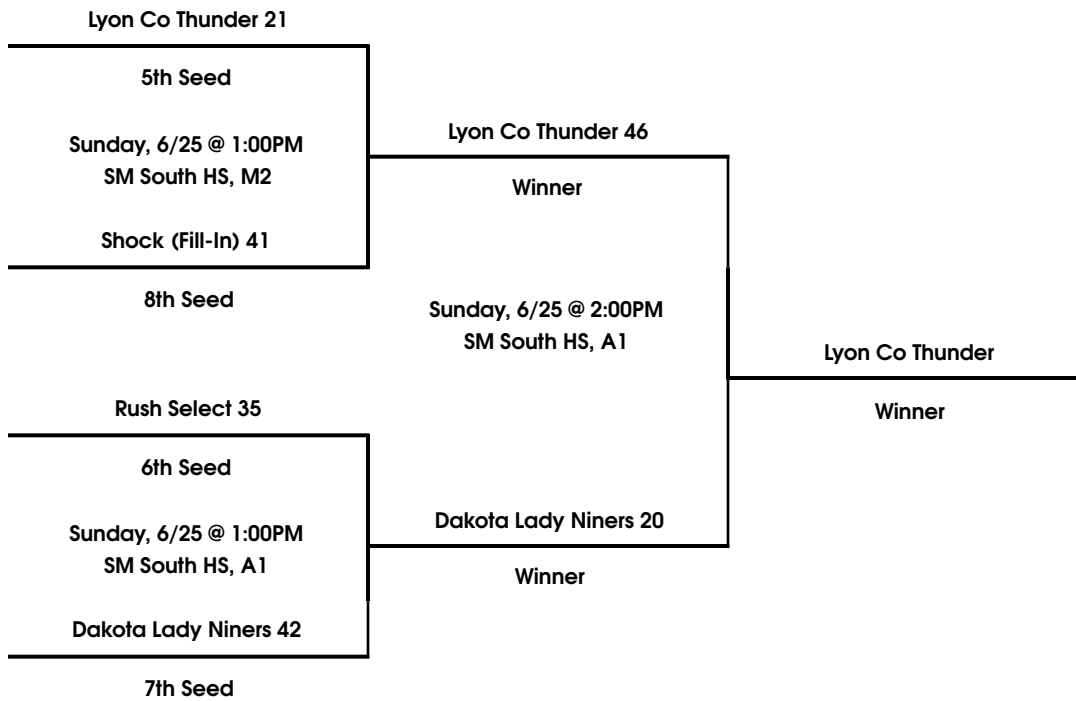 Lyon Co Thunder 21
5th Seed
Sunday, 6/25 @ 1:00PM
SM South HS, M2
Shock (Fill-In) 41
8th Seed
Rush Select 35
6th Seed
Sunday, 6/25 @ 1:00PM
SM South HS, A1
Dakota Lady Niners 42
7th Seed
Lyon Co Thunder 46
Winner
Sunday, 6/25 @ 2:00PM
SM South HS, A1
Dakota Lady Niners 20
Winner
Lyon Co Thunder
Winner